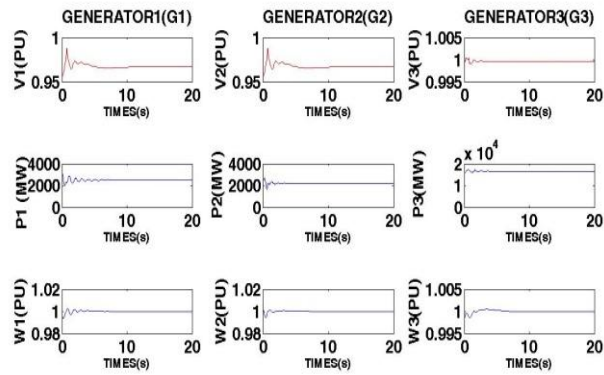 GENERATOR1(G1) GENERATOR2(G2) GENERATOR3(G3)
V1(PU)
1
0.95
0 10 20
TIMES(s)
V2(PU)
1
0.95
0 10 20
TIMES(s)
V3(PU)
1.005
1
0.995
0 10 20
TIMES(s)
P1 (MW)
4000
2000
0
0 10 20
TIMES(s)
P2(MW)
4000
2000
0
0 10 20
TIMES(s)
P3(MW)
x 10^4
2
1
0
0 10 20
TIMES(s)
W1(PU)
1.02
1
0.98
0 10 20
TIMES(s)
W2(PU)
1.02
1
0.98
0 10 20
TIMES(s)
W3(PU)
1.005
1
0.995
0 10 20
TIMES(s)